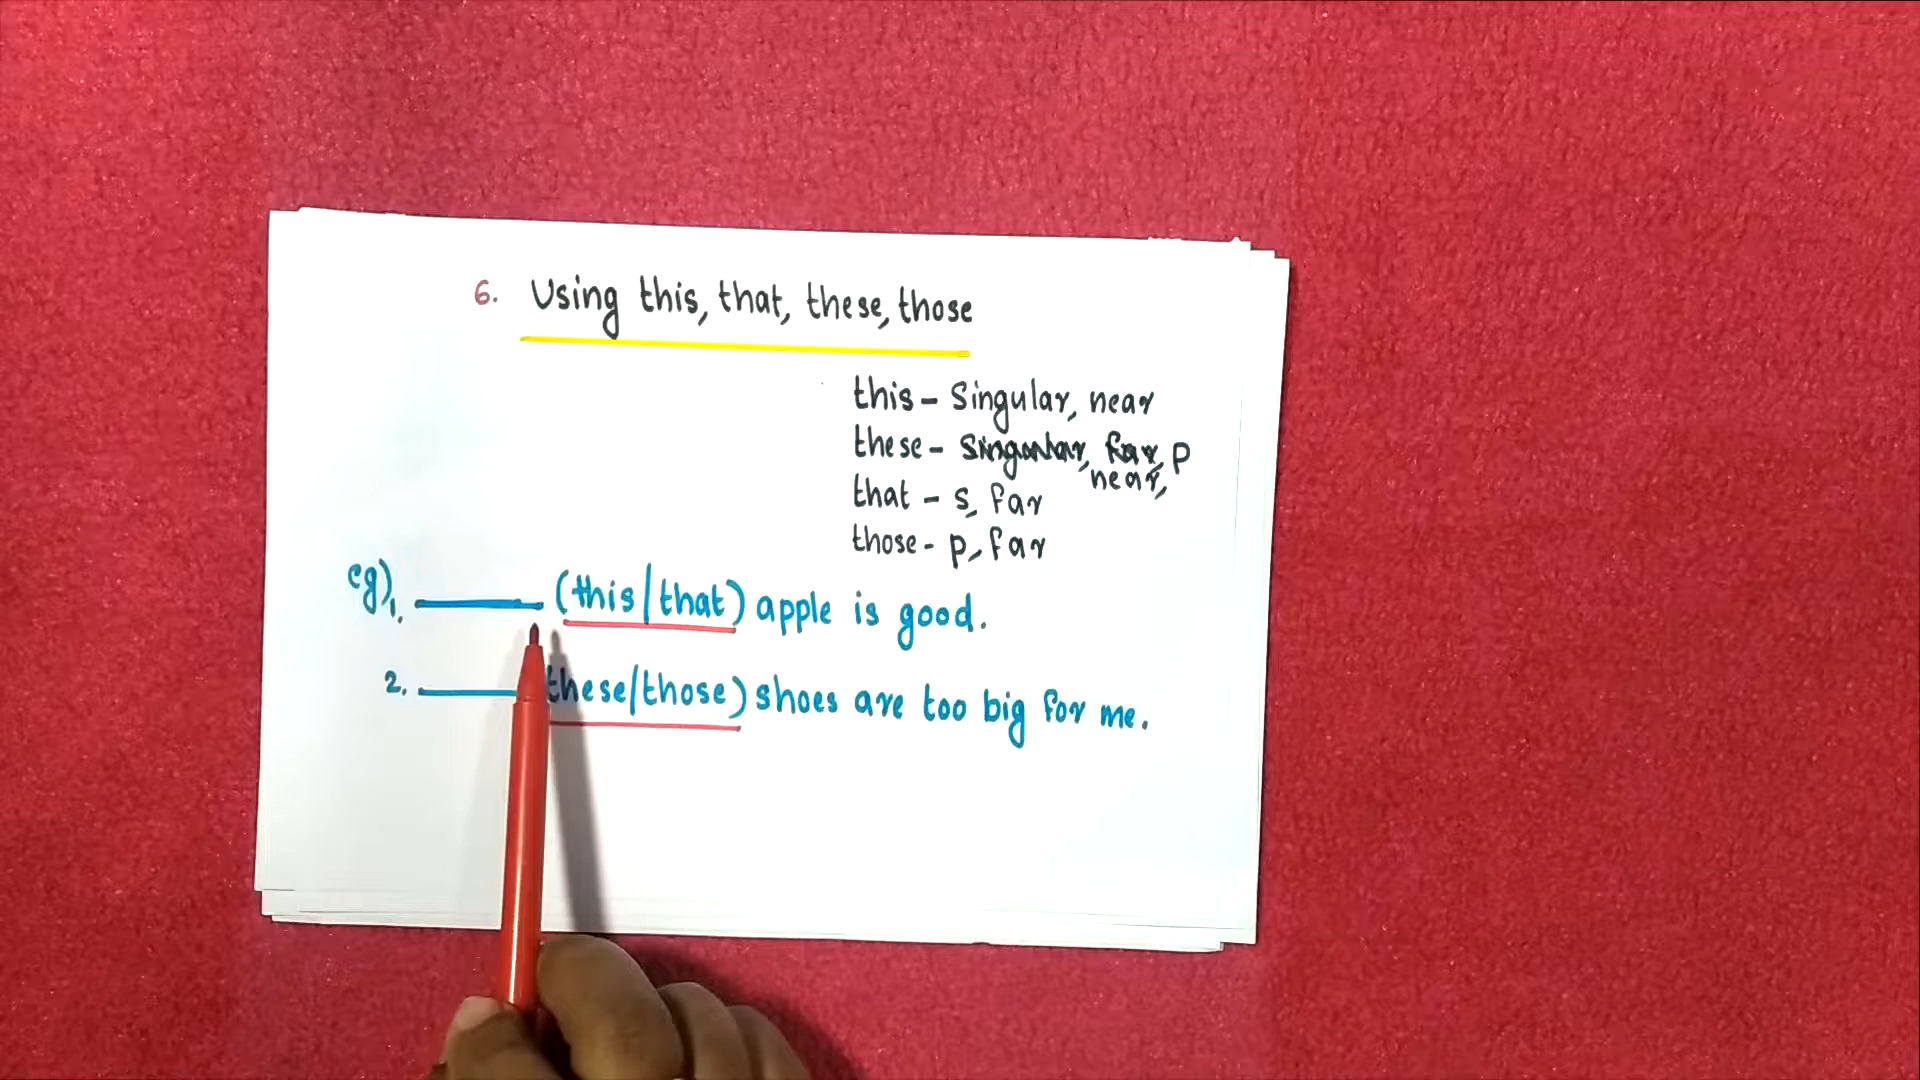 6. Using this, that, these, those
this - Singular, near
these - Singular, far, P
near,
that - s, far
those - p, far
eg) 1. ______ (this/that) apple is good.
2. ______ these/those) shoes are too big for me.